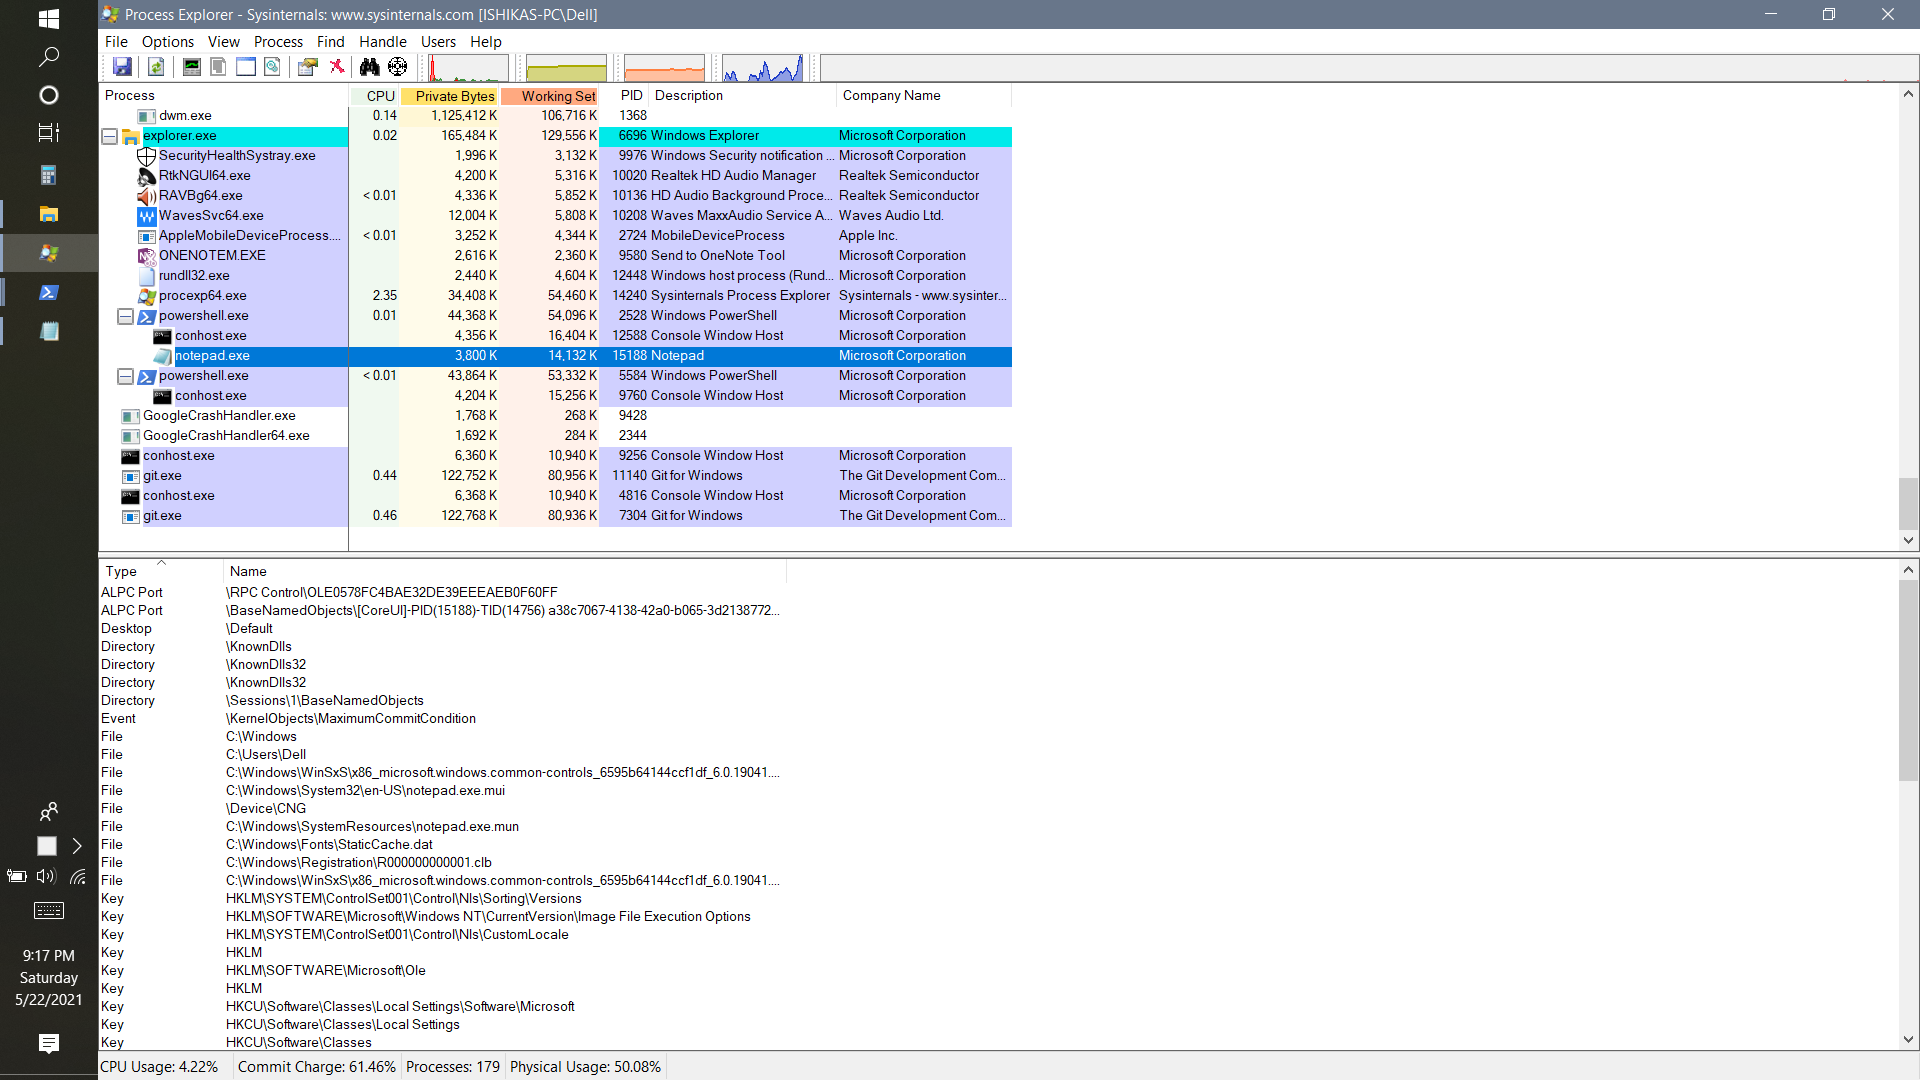 Process Explorer - Sysinternals: www.sysinternals.com [ISHIKAS-PC\Dell]
File Options View Process Find Handle Users Help
Process CPU Private Bytes Working Set PID Description Company Name
dwm.exe 0.14 1,125,412 K 106,716 K 1368
explorer.exe 0.02 165,484 K 129,556 K 6696 Windows Explorer Microsoft Corporation
SecurityHealthSystray.exe 1,996 K 3,132 K 9976 Windows Security notification ... Microsoft Corporation
RtkNGUI64.exe 4,200 K 5,316 K 10020 Realtek HD Audio Manager Realtek Semiconductor
RAVBg64.exe < 0.01 4,336 K 5,852 K 10136 HD Audio Background Proce... Realtek Semiconductor
WavesSvc64.exe 12,004 K 5,808 K 10208 Waves MaxxAudio Service A... Waves Audio Ltd.
AppleMobileDeviceProcess.... < 0.01 3,252 K 4,344 K 2724 MobileDeviceProcess Apple Inc.
ONENOTEM.EXE 2,616 K 2,360 K 9580 Send to OneNote Tool Microsoft Corporation
rundll32.exe 2,440 K 4,604 K 12448 Windows host process (Rund... Microsoft Corporation
procexp64.exe 2.35 34,408 K 54,460 K 14240 Sysinternals Process Explorer Sysinternals - www.sysinter...
powershell.exe 0.01 44,368 K 54,096 K 2528 Windows PowerShell Microsoft Corporation
conhost.exe 4,356 K 16,404 K 12588 Console Window Host Microsoft Corporation
notepad.exe 3,800 K 14,132 K 15188 Notepad Microsoft Corporation
powershell.exe < 0.01 43,864 K 53,332 K 5584 Windows PowerShell Microsoft Corporation
conhost.exe 4,204 K 15,256 K 9760 Console Window Host Microsoft Corporation
GoogleCrashHandler.exe 1,768 K 268 K 9428
GoogleCrashHandler64.exe 1,692 K 284 K 2344
conhost.exe 6,360 K 10,940 K 9256 Console Window Host Microsoft Corporation
git.exe 0.44 122,752 K 80,956 K 11140 Git for Windows The Git Development Com...
conhost.exe 6,368 K 10,940 K 4816 Console Window Host Microsoft Corporation
git.exe 0.46 122,768 K 80,936 K 7304 Git for Windows The Git Development Com...
Type Name
ALPC Port \RPC Control\OLE0578FC4BAE32DE39EEEAEB0F60FF
ALPC Port \BaseNamedObjects\[CoreUI]-PID(15188)-TID(14756) a38c7067-4138-42a0-b065-3d2138772...
Desktop \Default
Directory \KnownDlls
Directory \KnownDlls32
Directory \KnownDlls32
Directory \Sessions\1\BaseNamedObjects
Event \KernelObjects\MaximumCommitCondition
File C:\Windows
File C:\Users\Dell
File C:\Windows\WinSxS\x86_microsoft.windows.common-controls_6595b64144ccf1df_6.0.19041....
File C:\Windows\System32\en-US\notepad.exe.mui
File \Device\CNG
File C:\Windows\SystemResources\notepad.exe.mun
File C:\Windows\Fonts\StaticCache.dat
File C:\Windows\Registration\R000000000001.clb
File C:\Windows\WinSxS\x86_microsoft.windows.common-controls_6595b64144ccf1df_6.0.19041....
Key HKLM\SYSTEM\ControlSet001\Control\Nls\Sorting\Versions
Key HKLM\SOFTWARE\Microsoft\Windows NT\CurrentVersion\Image File Execution Options
Key HKLM\SYSTEM\ControlSet001\Control\Nls\CustomLocale
Key HKLM
Key HKLM\SOFTWARE\Microsoft\Ole
Key HKLM
Key HKCU\Software\Classes\Local Settings\Software\Microsoft
Key HKCU\Software\Classes\Local Settings
Key HKCU\Software\Classes
CPU Usage: 4.22% Commit Charge: 61.46% Processes: 179 Physical Usage: 50.08%
9:17 PM
Saturday
5/22/2021